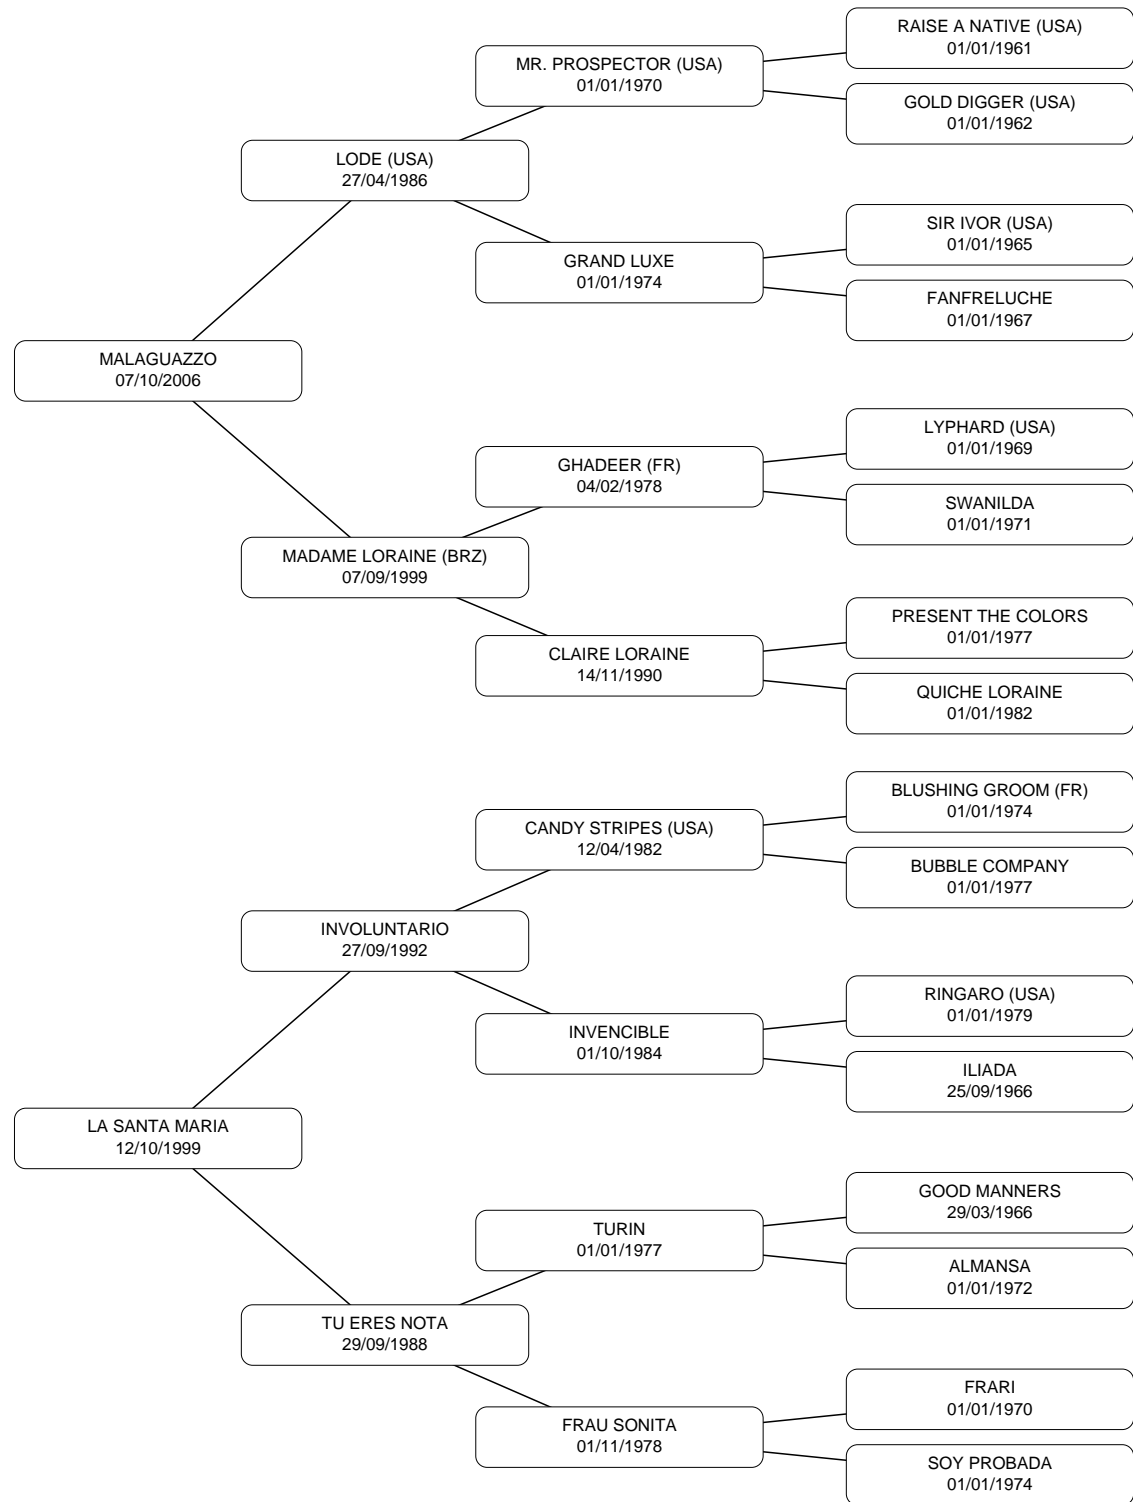 RAISE A NATIVE (USA)
01/01/1961
MR. PROSPECTOR (USA)
01/01/1970
GOLD DIGGER (USA)
01/01/1962
LODE (USA)
27/04/1986
SIR IVOR (USA)
01/01/1965
GRAND LUXE
01/01/1974
FANFRELUCHE
01/01/1967
MALAGUAZZO
07/10/2006
LYPHARD (USA)
01/01/1969
GHADEER (FR)
04/02/1978
SWANILDA
01/01/1971
MADAME LORAINE (BRZ)
07/09/1999
PRESENT THE COLORS
01/01/1977
CLAIRE LORAINE
14/11/1990
QUICHE LORAINE
01/01/1982
BLUSHING GROOM (FR)
01/01/1974
CANDY STRIPES (USA)
12/04/1982
BUBBLE COMPANY
01/01/1977
INVOLUNTARIO
27/09/1992
RINGARO (USA)
01/01/1979
INVENCIBLE
01/10/1984
ILIADA
25/09/1966
LA SANTA MARIA
12/10/1999
GOOD MANNERS
29/03/1966
TURIN
01/01/1977
ALMANSA
01/01/1972
TU ERES NOTA
29/09/1988
FRARI
01/01/1970
FRAU SONITA
01/11/1978
SOY PROBADA
01/01/1974